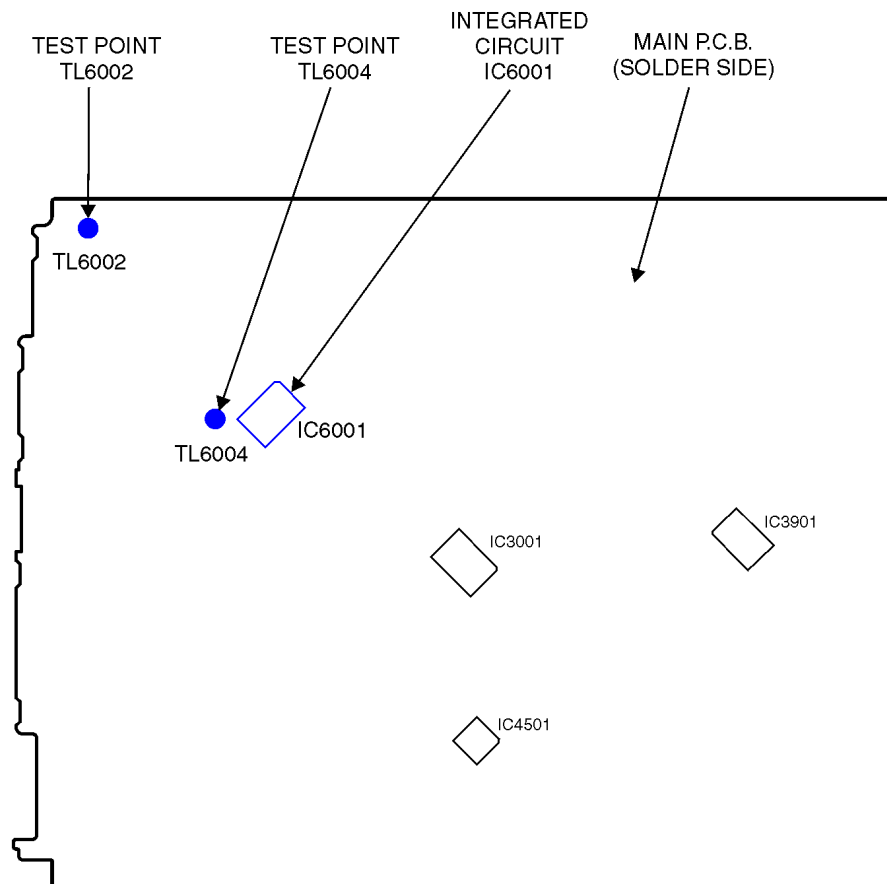 TEST POINT
TL6002
TEST POINT
TL6004
INTEGRATED
CIRCUIT
IC6001
MAIN P.C.B.
(SOLDER SIDE)
TL6002
TL6004
IC6001
IC3001
IC3901
IC4501